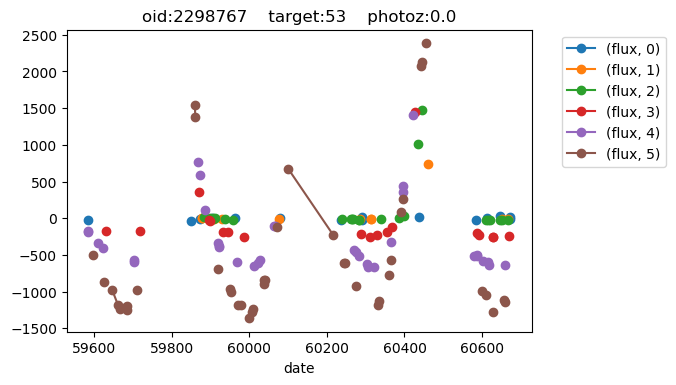 oid:2298767    target:53    photoz:0.0
2500
2000
1500
1000
500
0
−500
−1000
−1500
59600
59800
60000
60200
60400
60600
date
(flux, 0)
(flux, 1)
(flux, 2)
(flux, 3)
(flux, 4)
(flux, 5)